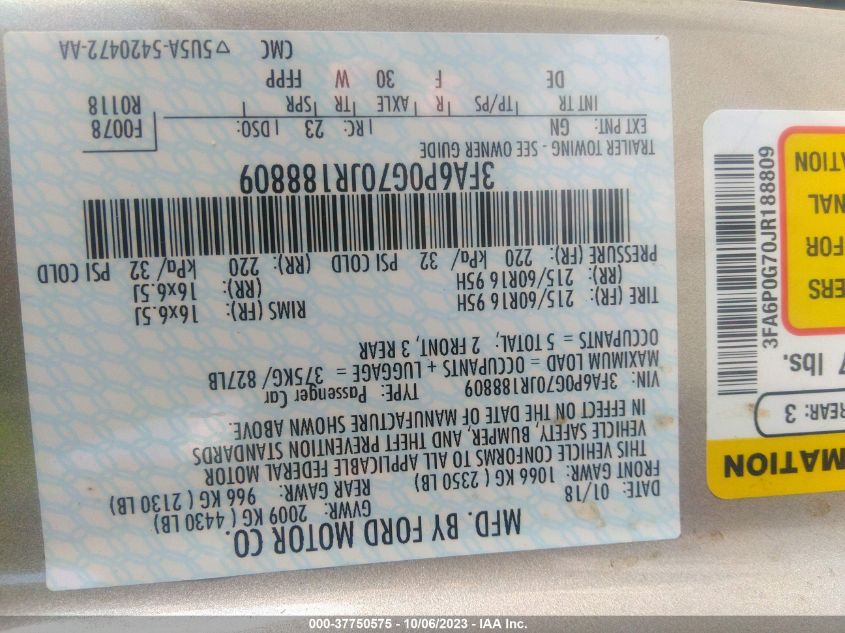 MFD. BY FORD MOTOR CO.
DATE: 01/18 GVWR: 2009 KG ( 4430 LB)
FRONT GAWR: 1066 KG ( 2350 LB) REAR GAWR: 966 KG ( 2130 LB)
THIS VEHICLE CONFORMS TO ALL APPLICABLE FEDERAL MOTOR
VEHICLE SAFETY, BUMPER, AND THEFT PREVENTION STANDARDS
IN EFFECT ON THE DATE OF MANUFACTURE SHOWN ABOVE.
VIN: 3FA6P0G70JR188809 TYPE: Passenger Car
MAXIMUM LOAD = OCCUPANTS + LUGGAGE = 375KG/ 827LB
OCCUPANTS = 5 TOTAL; 2 FRONT, 3 REAR
TIRE (FR): 215/60R16 95H RIMS (FR): 16x6.5J
(RR): 215/60R16 95H (RR): 16x6.5J
PRESSURE (FR): 220 kPa/ 32 PSI COLD (RR): 220 kPa/ 32 PSI COLD
3FA6P0G70JR188809
TRAILER TOWING - SEE OWNER GUIDE
EXT PNT: GN RC: 23 DSO: F0078
INT TR TP/PS R AXLE TR SPR R0118
DE F 30 W FFPP
CMC 5U5A-5420472-AA
MATION
REAR: 3
7 lbs.
ERS
FOR
NAL
ATION
3FA6P0G70JR188809
000-37750575 - 10/06/2023 - IAA Inc.